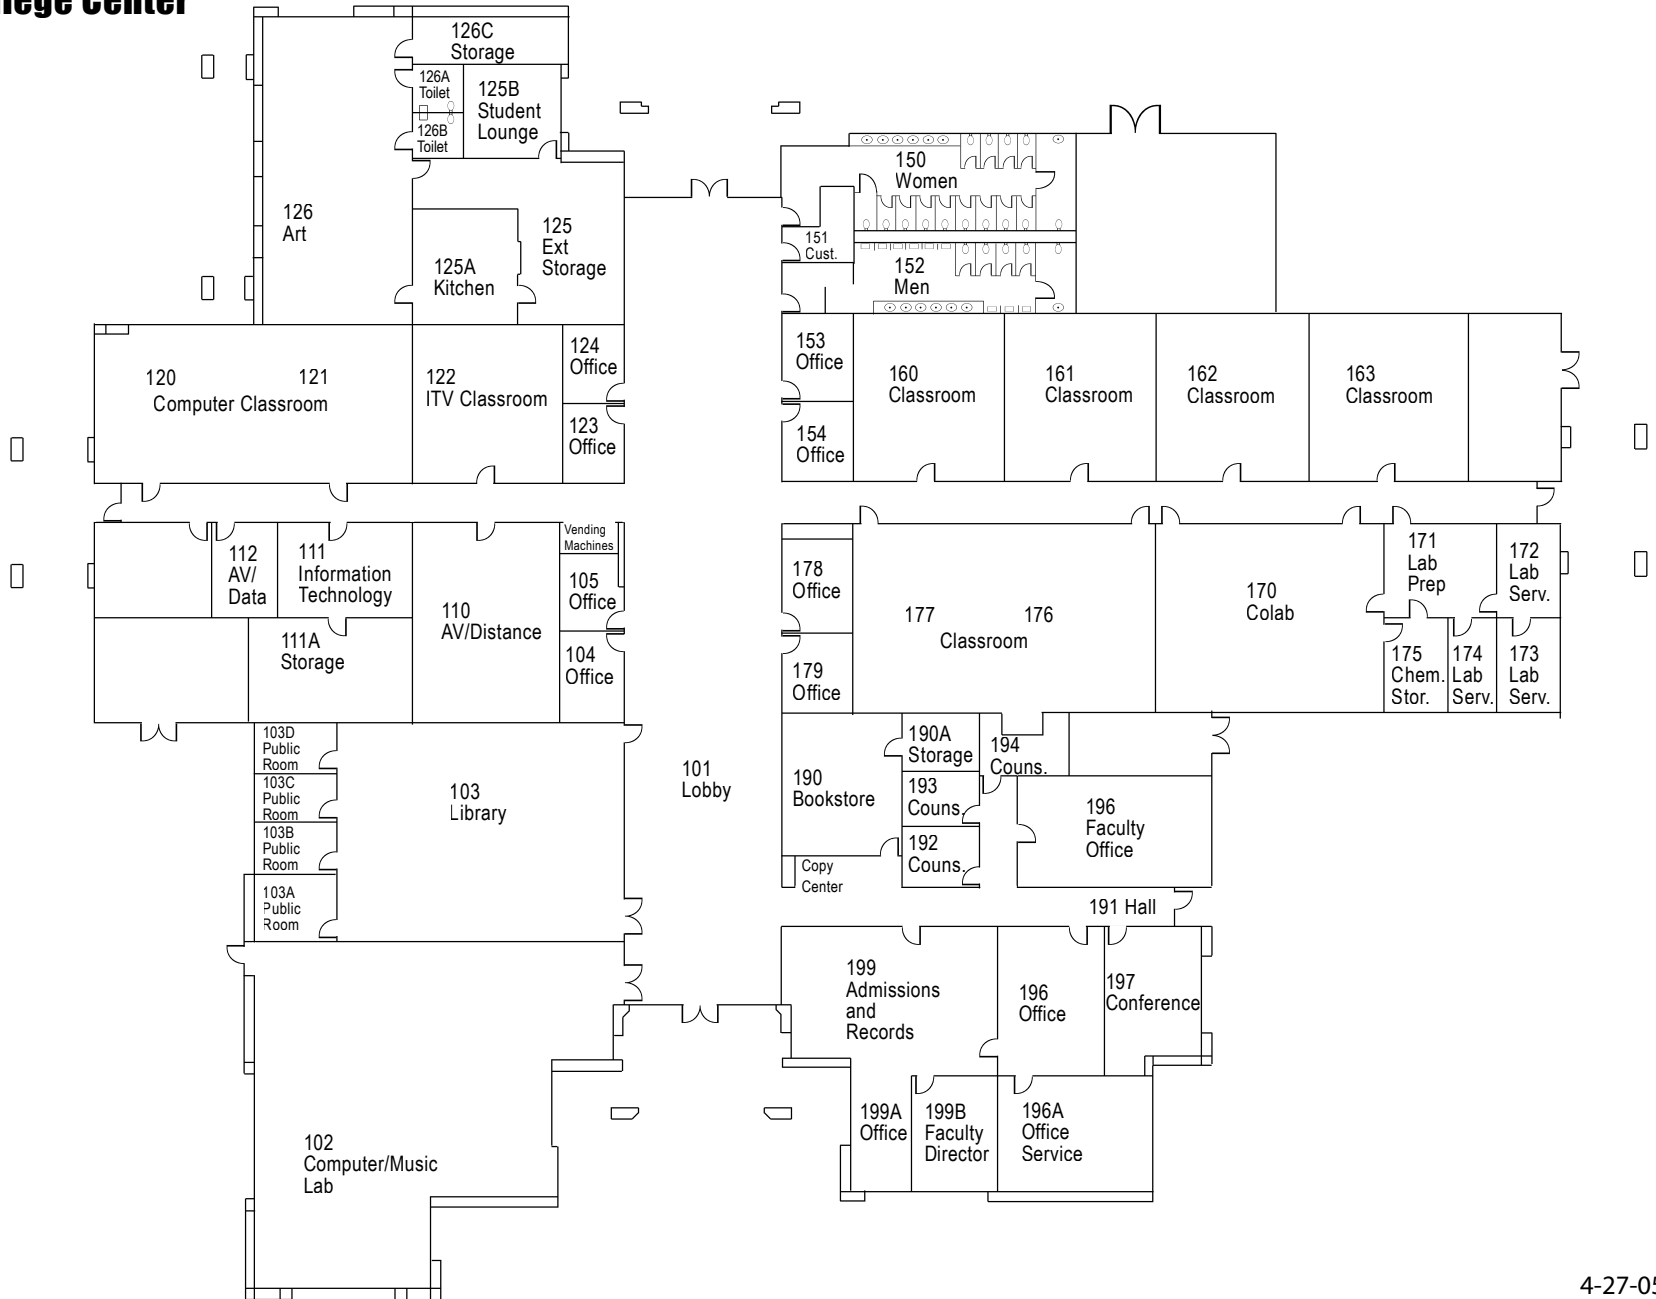 126C
Storage
126A
Toilet
125B
Student
Lounge
126B
Toilet
150
Women
126
Art
125
Ext
Storage
151
Cust.
125A
Kitchen
152
Men
124
Office
153
Office
120
121
Computer Classroom
122
ITV Classroom
160
Classroom
161
Classroom
162
Classroom
163
Classroom
123
Office
154
Office
Vending
Machines
112
AV/
Data
111
Information
Technology
105
Office
178
Office
171
Lab
Prep
172
Lab
Serv.
110
AV/Distance
177
176
Classroom
170
Colab
111A
Storage
104
Office
179
Office
175
Chem.
Stor.
174
Lab
Serv.
173
Lab
Serv.
103D
Public
Room
103C
Public
Room
103B
Public
Room
103A
Public
Room
103
Library
101
Lobby
190
Bookstore
190A
Storage
194
Couns.
193
Couns.
192
Couns.
196
Faculty
Office
Copy
Center
191 Hall
199
Admissions
and
Records
196
Office
197
Conference
199A
Office
199B
Faculty
Director
196A
Office
Service
102
Computer/Music
Lab